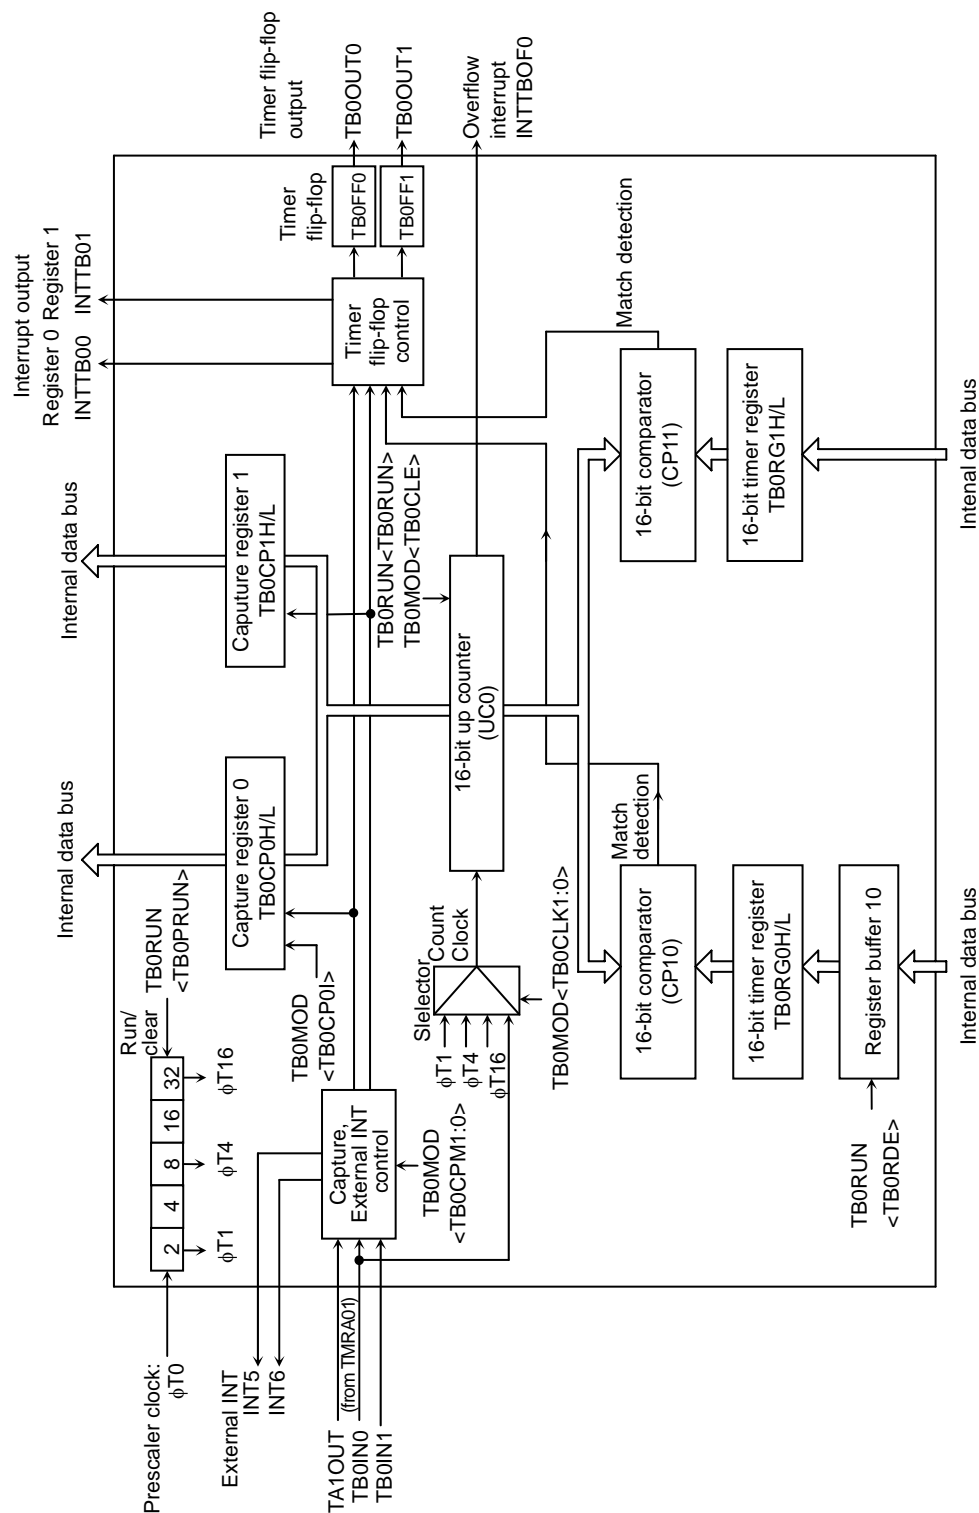 Prescaler clock:
ϕT0
2
4
8
16
32
ϕT1
ϕT4
ϕT16
Run/
clear
TB0RUN
<TB0PRUN>
Internal data bus
Internal data bus
Interrupt output
Register 0 Register 1
INTTB00
INTTB01
External INT
INT5
INT6
Capture register 0
TB0CP0H/L
Caputure register 1
TB0CP1H/L
TB0MOD
<TB0CP0I>
Timer
flip-flop
Timer flip-flop
output
TA1OUT
(from TMRA01)
TB0IN0
TB0IN1
Capture,
External INT
control
Timer
flip-flop
control
TB0FF0
TB0OUT0
TB0FF1
TB0OUT1
TB0MOD
<TB0CPM1:0>
TB0RUN<TB0RUN>
TB0MOD<TB0CLE>
Slelector
ϕT1
ϕT4
ϕT16
Count
Clock
16-bit up counter
(UC0)
Overflow
interrupt
INTTBOF0
TB0MOD<TB0CLK1:0>
Match
detection
Match detection
16-bit comparator
(CP10)
16-bit comparator
(CP11)
16-bit timer register
TB0RG0H/L
16-bit timer register
TB0RG1H/L
Register buffer 10
TB0RUN
<TB0RDE>
Internal data bus
Intenal data bus